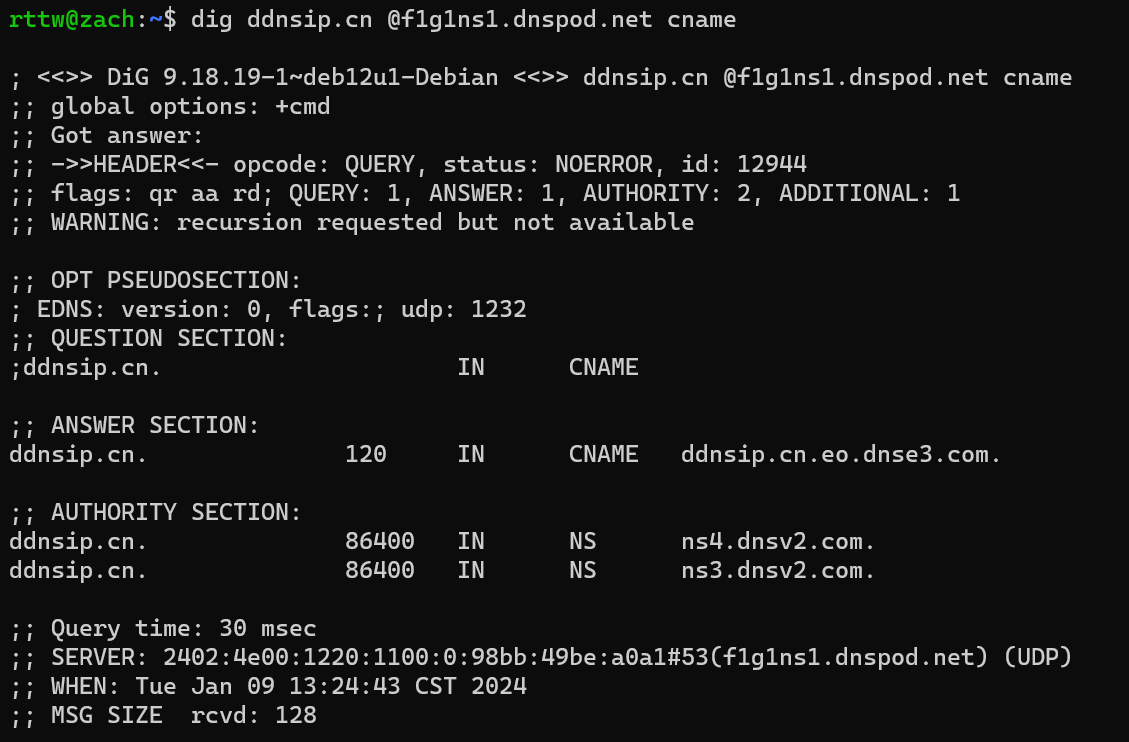 rttw@zach:~$ dig ddnsip.cn @f1g1ns1.dnspod.net cname

; <<>> DiG 9.18.19-1~deb12u1-Debian <<>> ddnsip.cn @f1g1ns1.dnspod.net cname
;; global options: +cmd
;; Got answer:
;; ->>HEADER<<- opcode: QUERY, status: NOERROR, id: 12944
;; flags: qr aa rd; QUERY: 1, ANSWER: 1, AUTHORITY: 2, ADDITIONAL: 1
;; WARNING: recursion requested but not available

;; OPT PSEUDOSECTION:
; EDNS: version: 0, flags:; udp: 1232
;; QUESTION SECTION:
;ddnsip.cn.			IN	CNAME

;; ANSWER SECTION:
ddnsip.cn.		120	IN	CNAME	ddnsip.cn.eo.dnse3.com.

;; AUTHORITY SECTION:
ddnsip.cn.		86400	IN	NS	ns4.dnsv2.com.
ddnsip.cn.		86400	IN	NS	ns3.dnsv2.com.

;; Query time: 30 msec
;; SERVER: 2402:4e00:1220:1100:0:98bb:49be:a0a1#53(f1g1ns1.dnspod.net) (UDP)
;; WHEN: Tue Jan 09 13:24:43 CST 2024
;; MSG SIZE  rcvd: 128